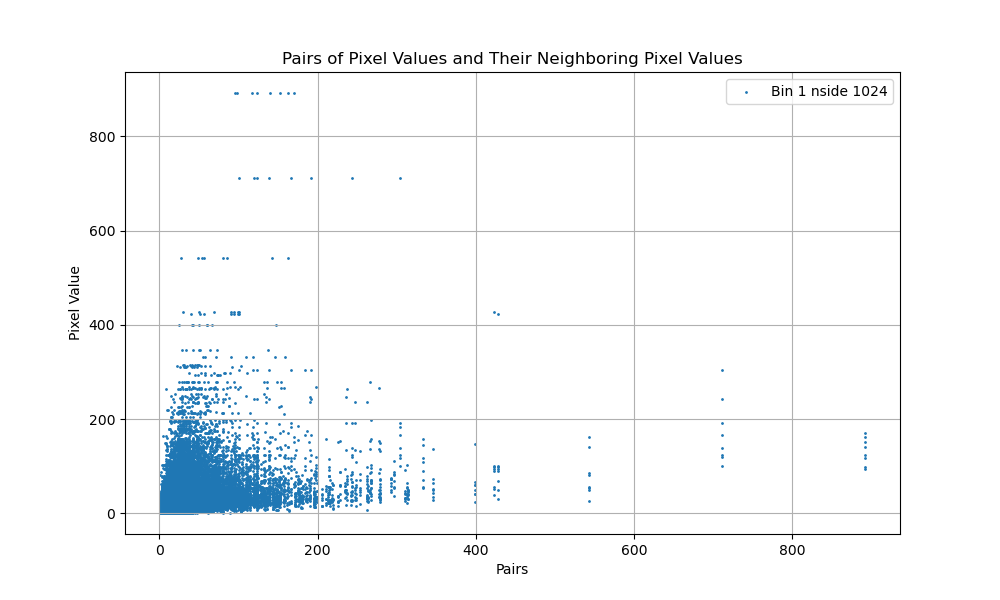 Pairs of Pixel Values and Their Neighboring Pixel Values
Bin 1 nside 1024
800
600
400
200
0
Pixel Value
0 200 400 600 800
Pairs